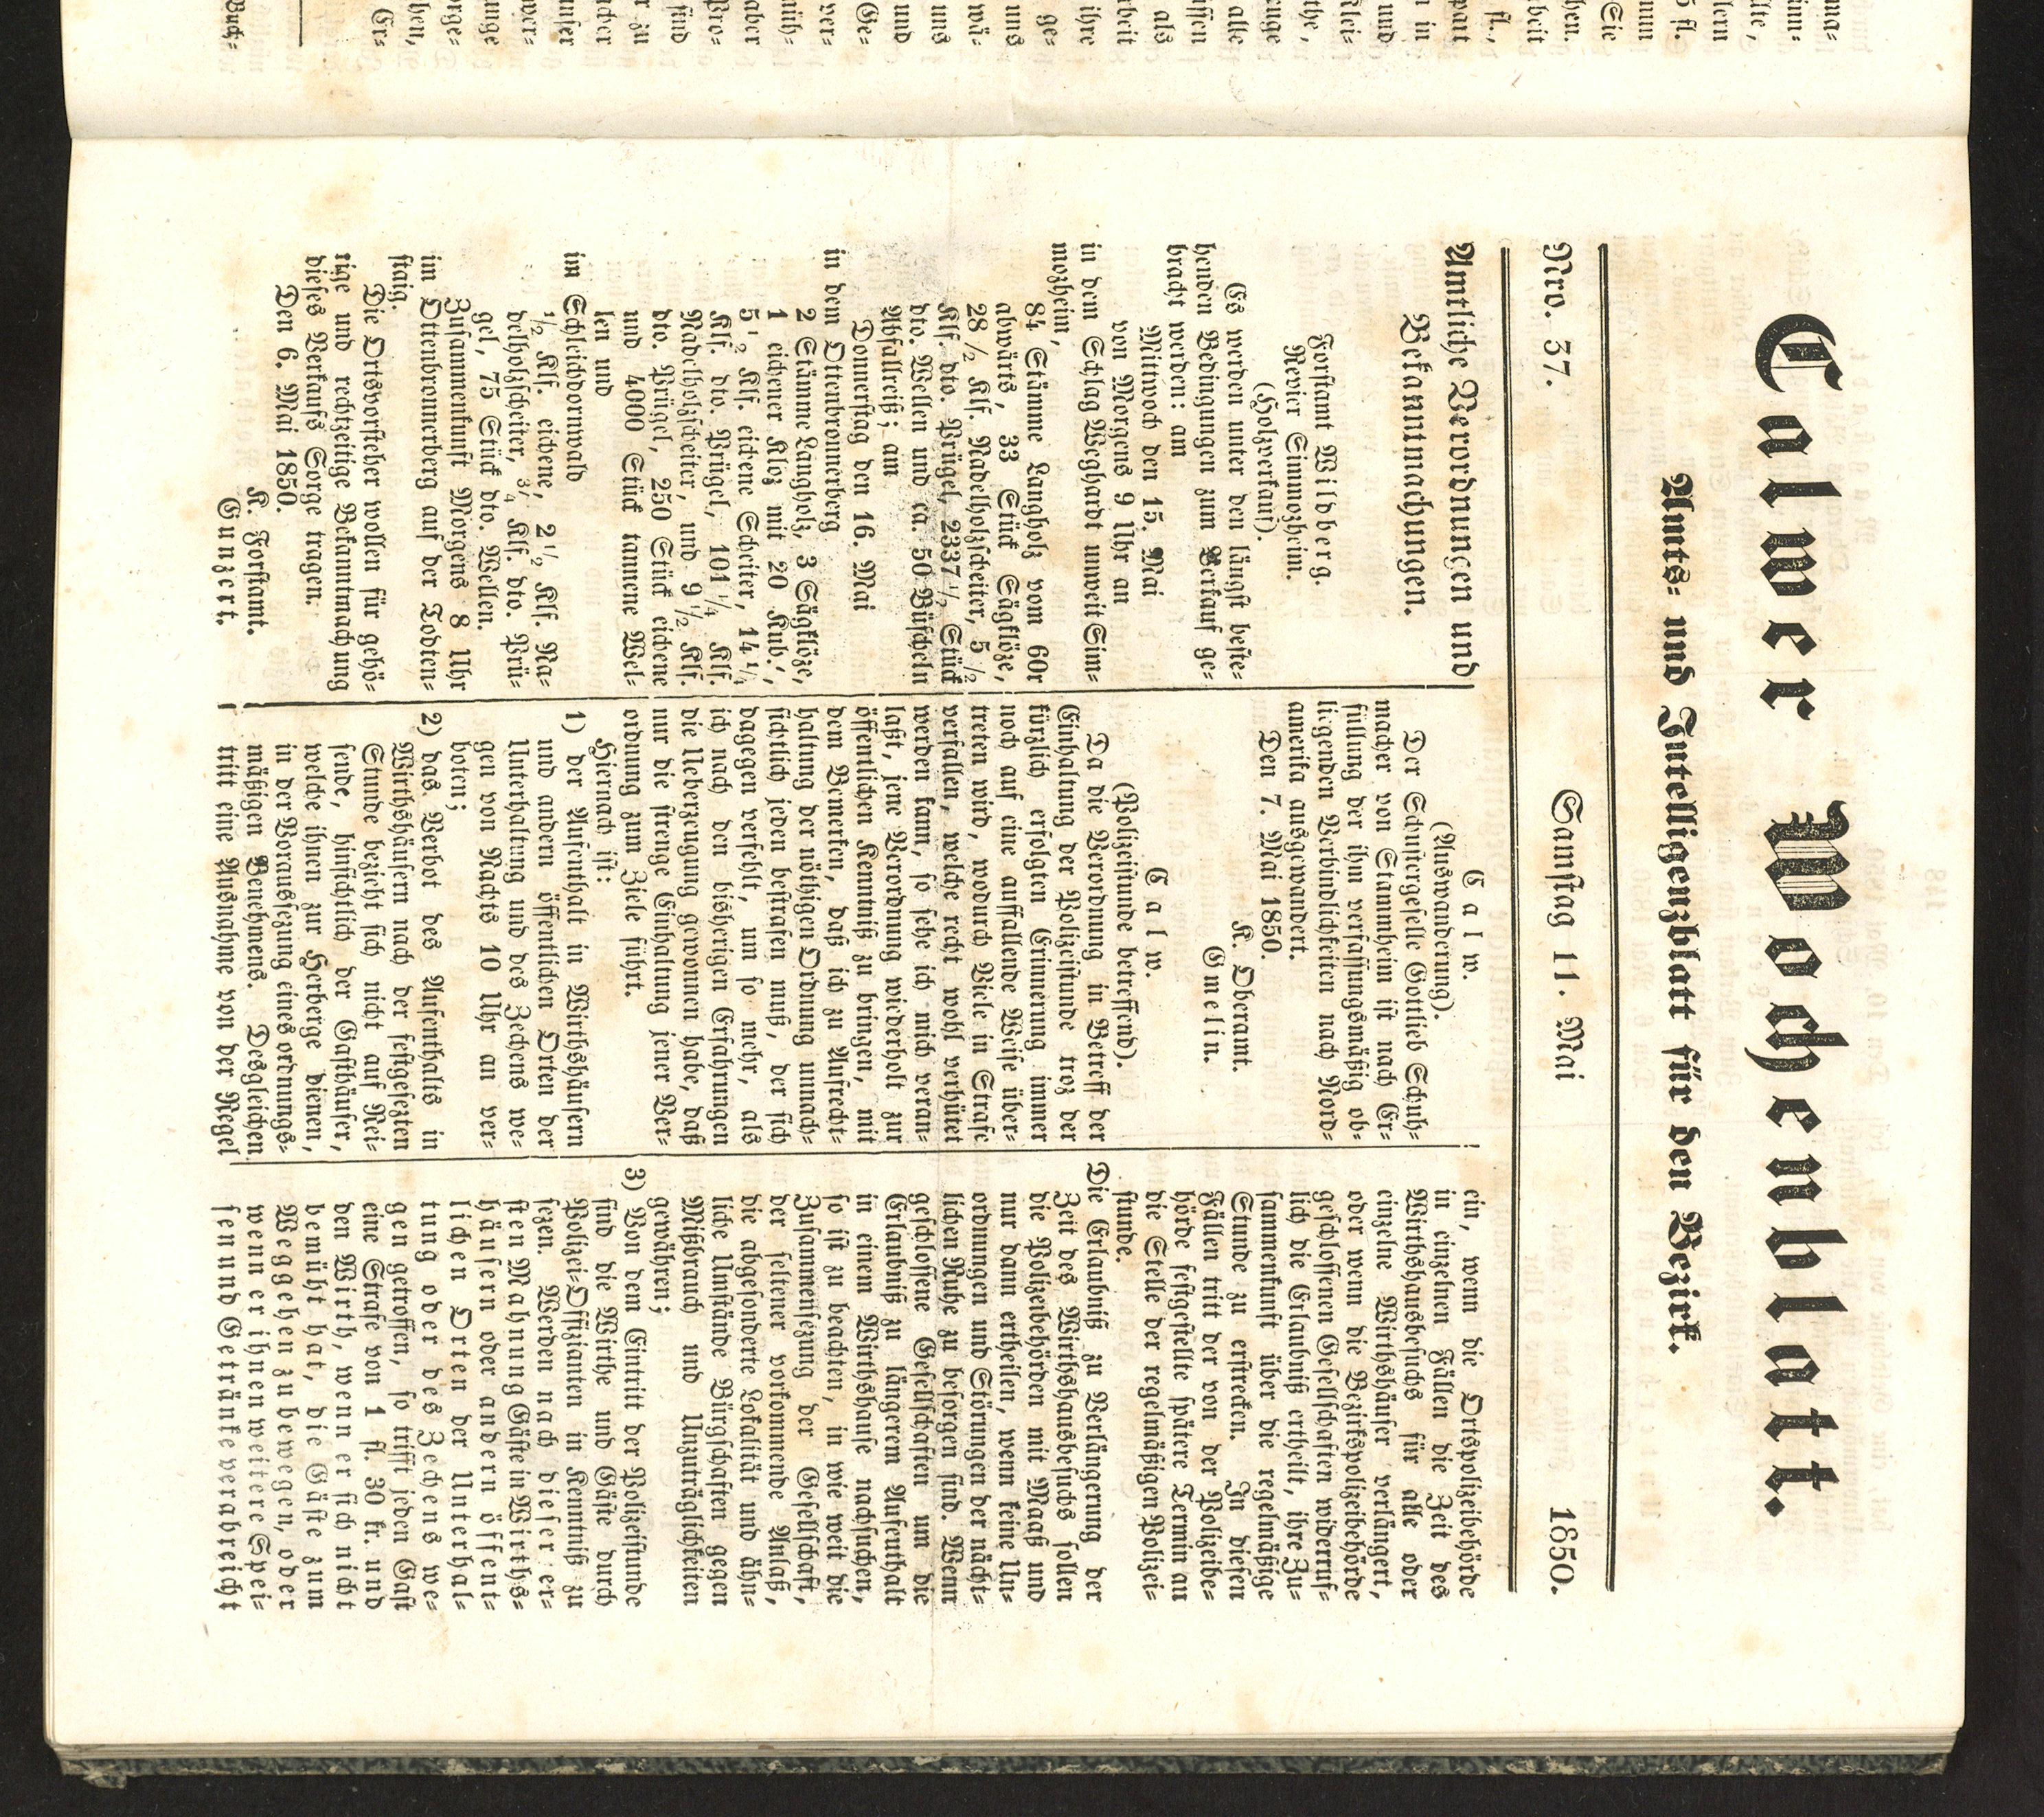 Calwer Wochenblatt.
Amts- und Intelligenzblatt für den Bezirk.
Nro. 37. Samstag 11. Mai 1850.
Amtliche Verordnungen und
Bekanntmachungen.
Forstamt Wildberg.
Revier Simmozheim.
(Holzverkauf).
Es werden unter den längst beste-
henden Bedingungen zum Verkauf ge-
bracht werden: am
Mittwoch den 15. Mai
von Morgens 9 Uhr an
in dem Schlag Weghardt unweit Sim-
mozheim,
84 Stämme Langholz vom 60r
abwärts, 33 Stück Sägklöze,
28 1/2 Klf. Nadelholzscheiter, 5 1/2
Klf. dto. Prügel, 2337 1/2 Stück
dto. Wellen und ca. 50 Büscheln
Abfallreiß; am
Donnerstag den 16. Mai
in dem Ottenbronnerberg
2 Stämme Langholz, 3 Sägklöze,
1 eichener Kloz mit 20 Kub.',
5 1/2 Klf. eichene Scheiter, 14 1/4
Klf. dto. Prügel, 101 1/4 Klf.
Nadelholzscheiter, und 9 1/2 Klf.
dto. Prügel, 250 Stück eichene
und 4000 Stück tannene Wel-
len und
im Schleichdornwald
1/2 Klf. eichene, 2 1/2 Klf. Na-
delholzscheiter, 3/4 Klf. dto. Prü-
gel, 75 Stück dto. Wellen.
Zusammenkunft Morgens 8 Uhr
im Ottenbronnerberg auf der Todten-
staig.
Die Ortsvorsteher wollen für gehö-
rige und rechtzeitige Bekanntmachung
dieses Verkaufs Sorge tragen.
Den 6. Mai 1850.
K. Forstamt.
Gunzert.
Calw.
(Auswanderung).
Der Schustergeselle Gottlieb Schuh-
macher von Stammheim ist nach Er-
füllung der ihm verfassungsmäßig ob-
liegenden Verbindlichkeiten nach Nord-
amerika ausgewandert.
Den 7. Mai 1850.
K. Oberamt.
Gmelin.
Calw.
(Polizeistunde betreffend).
Da die Verordnung in Betreff der
Einhaltung der Polizeistunde troz der
kürzlich erfolgten Erinnerung immer
noch auf eine auffallende Weise über-
treten wird, wodurch Viele in Strafe
verfallen, welche recht wohl verhütet
werden kann, so sehe ich mich veran-
laßt, jene Verordnung wiederholt zur
öffentlichen Kenntniß zu bringen, mit
dem Bemerken, daß ich zu Aufrecht-
haltung der nöthigen Ordnung unnach-
sichtlich jeden bestrafen muß, der sich
dagegen verfehlt, um so mehr, als
ich nach den bisherigen Erfahrungen
die Ueberzeugung gewonnen habe, daß
nur die strenge Einhaltung jener Ver-
ordnung zum Ziele führt.
Hiernach ist:
1) der Aufenthalt in Wirthshäusern
und andern öffentlichen Orten der
Unterhaltung und des Zechens we-
gen von Nachts 10 Uhr an ver-
boten;
2) das Verbot des Aufenthalts in
Wirthshäusern nach der festgesezten
Stunde bezieht sich nicht auf Rei-
sende, hinsichtlich der Gasthäuser,
welche ihnen zur Herberge dienen,
in der Voraussezung eines ordnungs-
mäßigen Benehmens. Desgleichen
tritt eine Ausnahme von der Regel
ein, wenn die Ortspolizeibehörde
in einzelnen Fällen die Zeit des
Wirthshausbesuchs für alle oder
einzelne Wirthshäuser verlängert,
oder wenn die Bezirkspolizeibehörde
geschlossenen Gesellschaften widerruf-
lich die Erlaubniß ertheilt, ihre Zu-
sammenkunft über die regelmäßige
Stunde zu erstrecken. In diesen
Fällen tritt der von der Polizeibe-
hörde festgestellte spätere Termin an
die Stelle der regelmäßigen Polizei-
stunde.
Die Erlaubniß zu Verlängerung der
Zeit des Wirthshausbesuchs sollen
die Polizeibehörden mit Maaß und
nur dann ertheilen, wenn keine Un-
ordnungen und Störungen der nächt-
lichen Ruhe zu besorgen sind. Wenn
geschlossene Gesellschaften um die
Erlaubniß zu längerem Aufenthalt
in einem Wirthshause nachsuchen,
so ist zu beachten, in wie weit die
Zusammensezung der Gesellschaft,
der seltener vorkommende Anlaß,
die abgesonderte Lokalität und ähn-
liche Umstände Bürgschaften gegen
Mißbrauch und Unzuträglichkeiten
gewähren;
3) Von dem Eintritt der Polizeistunde
sind die Wirthe und Gäste durch
Polizei-Offizianten in Kenntniß zu
sezen. Werden nach dieser er-
sten Mahnung Gäste in Wirths-
häusern oder andern öffent-
lichen Orten der Unterhal-
tung oder des Zechens we-
gen getroffen, so trifft jeden Gast
eine Strafe von 1 fl. 30 kr. und
den Wirth, wenn er sich nicht
bemüht hat, die Gäste zum
Weggehen zu bewegen, oder
wenn er ihnen weitere Spei-
sen und Getränke verabreicht